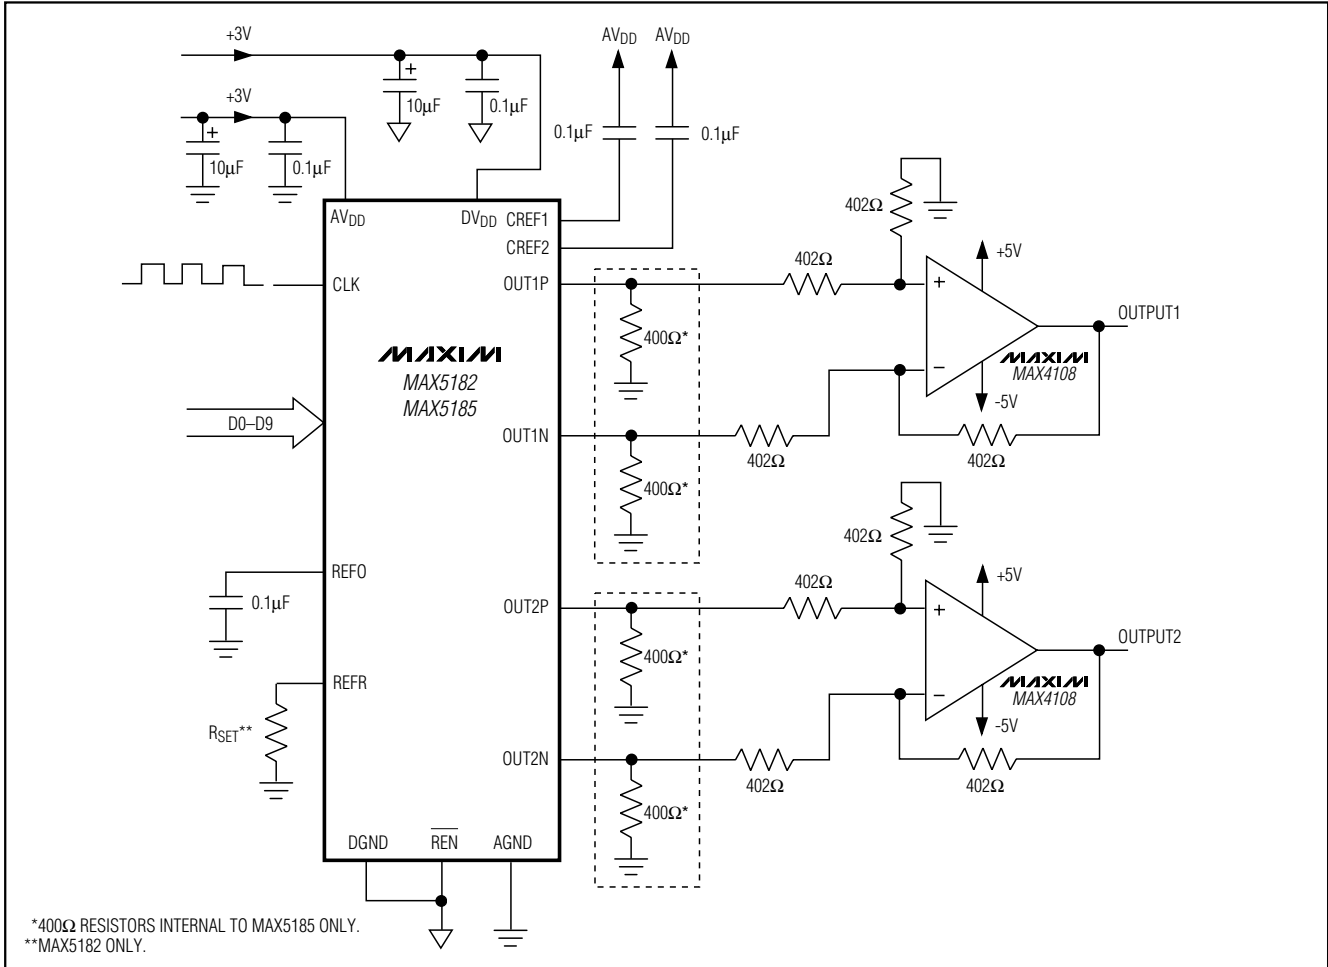 +3V
AVDD
AVDD
+
10µF
0.1µF
+3V
0.1µF
0.1µF
+
10µF
0.1µF
402Ω
AVDD
DVDD
CREF1
CREF2
402Ω
+5V
CLK
OUT1P
+
OUTPUT1
400Ω*
MAXIM
MAX5182
MAX5185
MAXIM
MAX4108
−
-5V
D0–D9
OUT1N
402Ω
402Ω
400Ω*
402Ω
REFO
402Ω
+5V
0.1µF
OUT2P
+
OUTPUT2
400Ω*
REFR
MAXIM
MAX4108
−
-5V
RSET**
OUT2N
402Ω
402Ω
400Ω*
DGND
REN
AGND
*400Ω RESISTORS INTERNAL TO MAX5185 ONLY.
**MAX5182 ONLY.